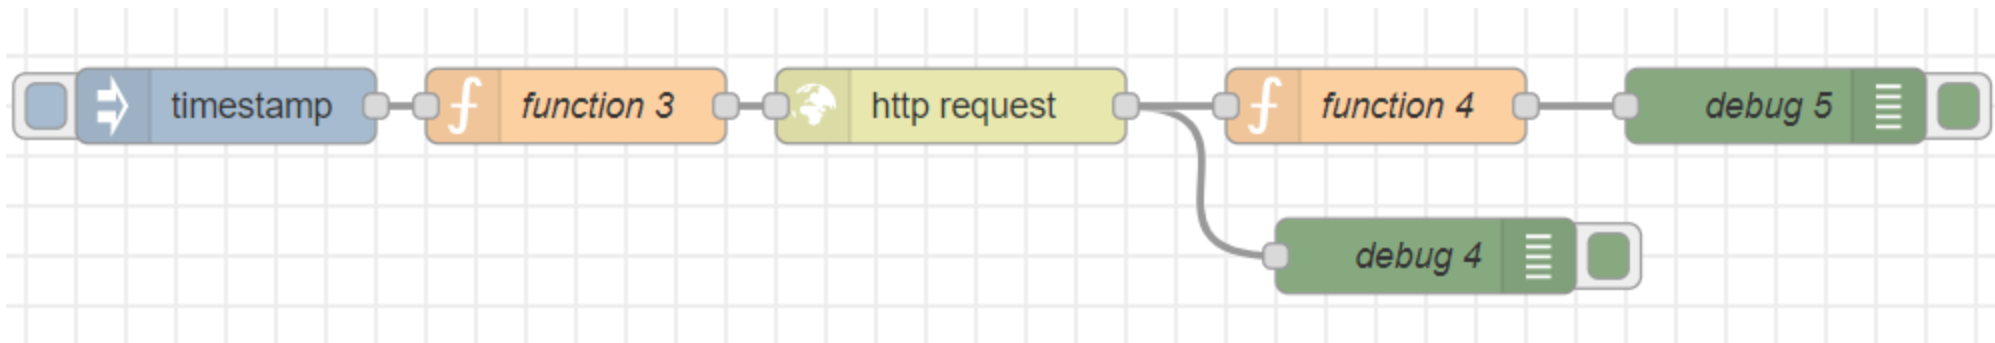 timestamp
function 3
http request
function 4
debug 5
debug 4